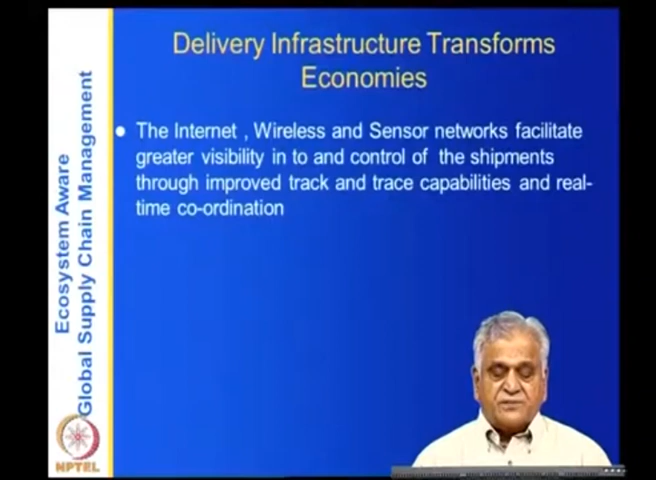 Delivery Infrastructure Transforms
Economies
The Internet , Wireless and Sensor networks facilitate
greater visibility in to and control of the shipments
through improved track and trace capabilities and real-
time co-ordination
Ecosystem Aware
Global Supply Chain Management
NPTEL